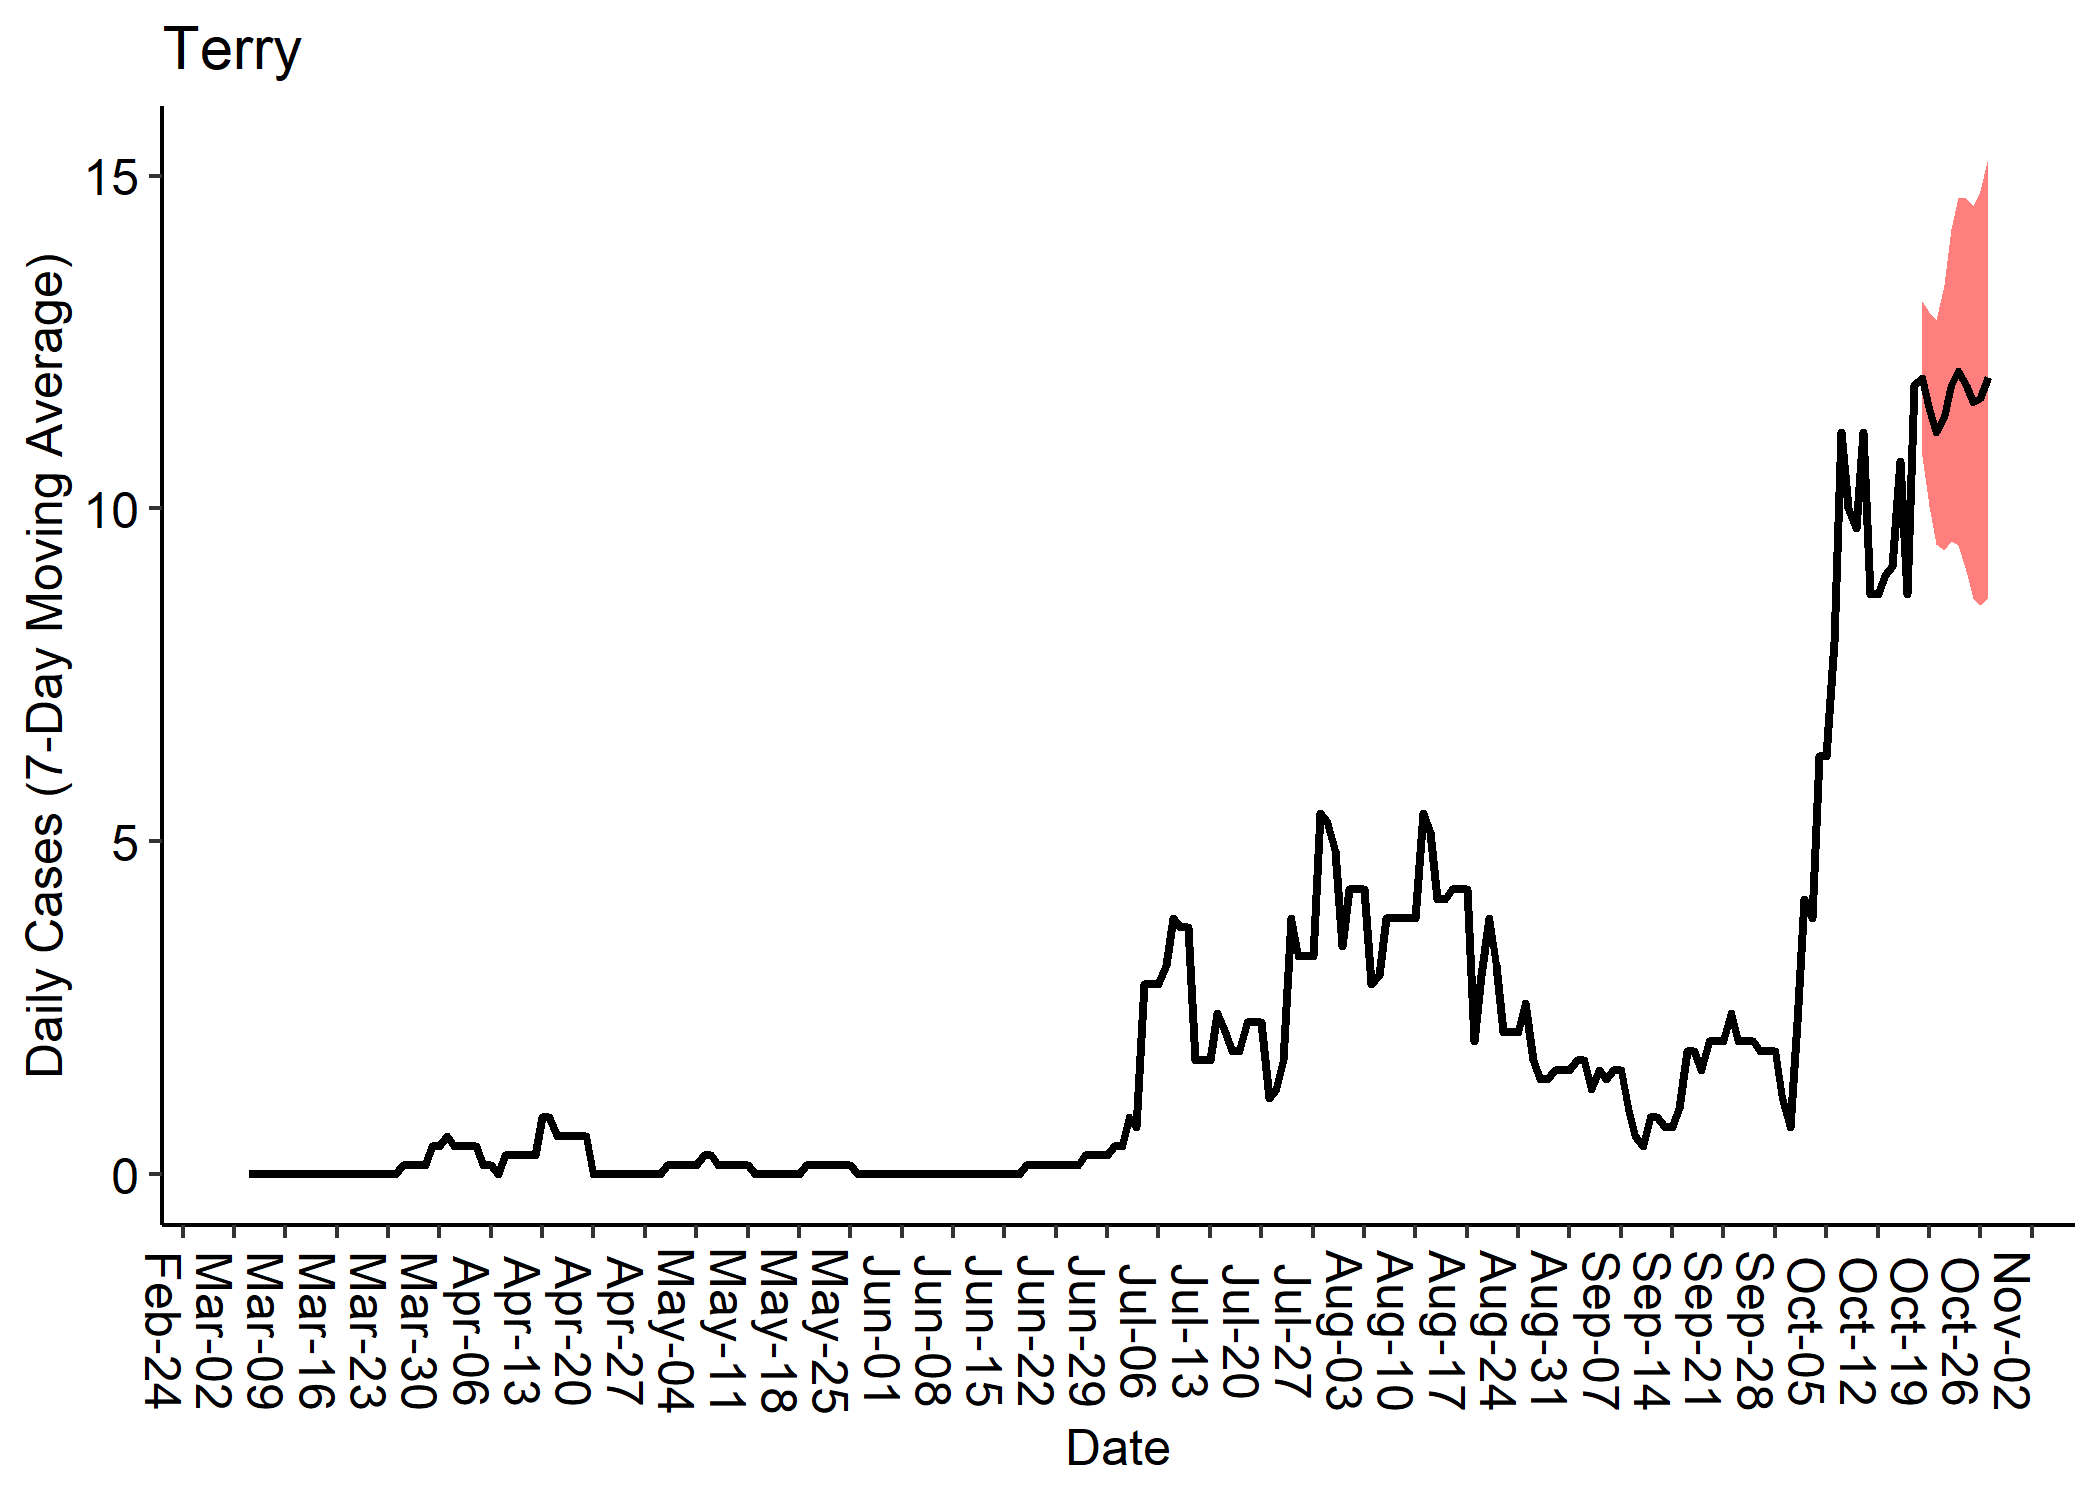 Terry
Daily Cases (7-Day Moving Average)
15
10
5
0
Feb-24
Mar-02
Mar-09
Mar-16
Mar-23
Mar-30
Apr-06
Apr-13
Apr-20
Apr-27
May-04
May-11
May-18
May-25
Jun-01
Jun-08
Jun-15
Jun-22
Jun-29
Jul-06
Jul-13
Jul-20
Jul-27
Aug-03
Aug-10
Aug-17
Aug-24
Aug-31
Sep-07
Sep-14
Sep-21
Sep-28
Oct-05
Oct-12
Oct-19
Oct-26
Nov-02
Date